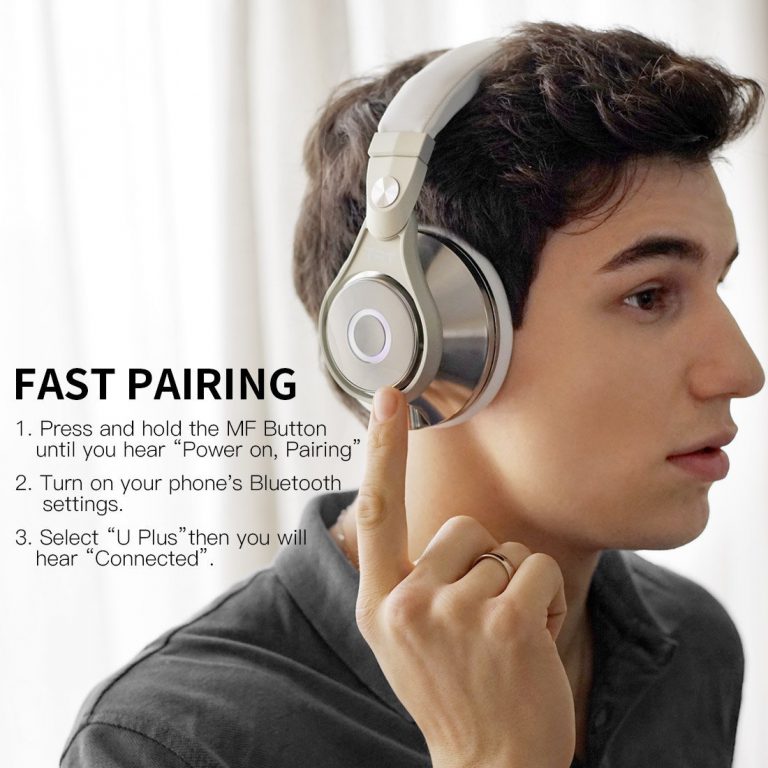 FAST PAIRING
1. Press and hold the MF Button
until you hear “Power on, Pairing”
2. Turn on your phone’s Bluetooth
settings.
3. Select “U Plus”then you will
hear “Connected”.